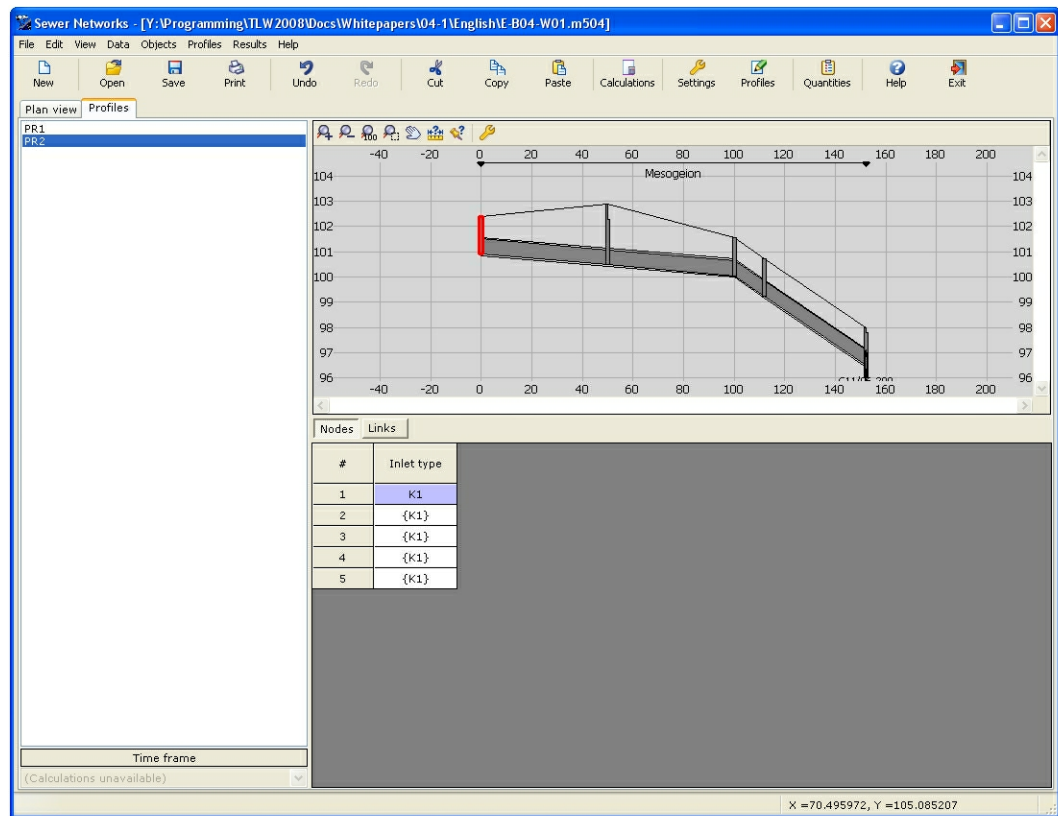 Sewer Networks - [Y:\Programming\TLW2008\Docs\Whitepapers\04-1\English\E-B04-W01.m504]
File Edit View Data Objects Profiles Results Help
New Open Save Print Undo Redo Cut Copy Paste Calculations Settings Profiles Quantities Help Exit
Plan view Profiles
PR1
PR2
100
-40 -20 0 20 40 60 80 100 120 140 160 180 200
Mesogeion
104 104
103 103
102 102
101 101
100 100
99 99
98 98
97 97
96 96
-40 -20 0 20 40 60 80 100 120 140 160 180 200
Nodes Links
# Inlet type
1 K1
2 {K1}
3 {K1}
4 {K1}
5 {K1}
Time frame
(Calculations unavailable)
X =70.495972, Y =105.085207